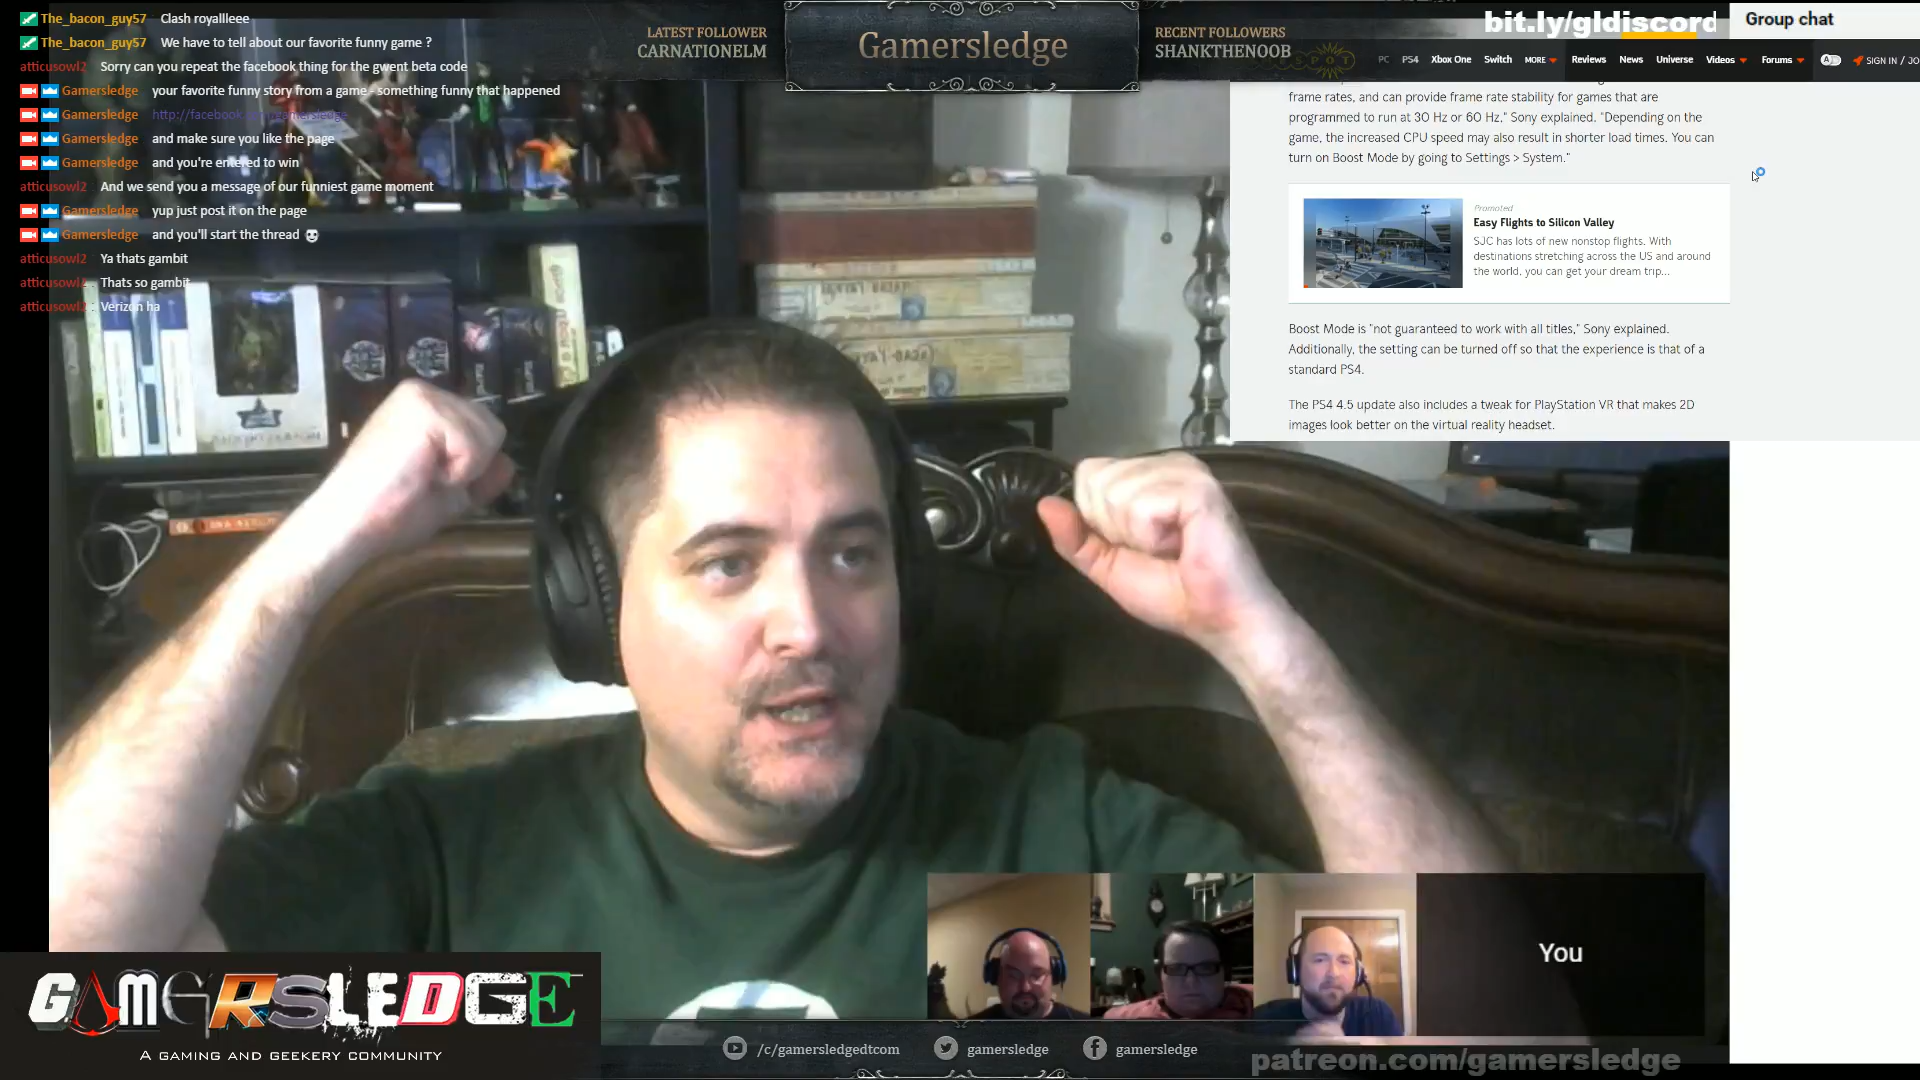 The_bacon_guy57 Clash royallleee
The_bacon_guy57 We have to tell about our favorite funny game ?
atticusowl2 Sorry can you repeat the facebook thing for the gwent beta code
Gamersledge your favorite funny story from a game - something funny that happened
Gamersledge
Gamersledge and make sure you like the page
Gamersledge and you're entered to win
atticusowl2 And we send you a message of our funniest game moment
Gamersledge yup just post it on the page
Gamersledge and you'll start the thread
atticusowl2 Ya thats gambit
atticusowl2 : Thats so gambit
atticusowl2 : Verizon ha
LATEST FOLLOWER
CARNATIONELM
Gamersledge
RECENT FOLLOWERS
SHANKTHENOOB
bit.ly/gldiscord
Group chat
PC PS4 Xbox One Switch MORE Reviews News Universe Videos Forums SIGN IN / JO
frame rates, and can provide frame rate stability for games that are
programmed to run at 30 Hz or 60 Hz," Sony explained. "Depending on the
game, the increased CPU speed may also result in shorter load times. You can
turn on Boost Mode by going to Settings > System."
Promoted
Easy Flights to Silicon Valley
SJC has lots of new nonstop flights. With
destinations stretching across the US and around
the world, you can get your dream trip...
Boost Mode is "not guaranteed to work with all titles," Sony explained.
Additionally, the setting can be turned off so that the experience is that of a
standard PS4.
The PS4 4.5 update also includes a tweak for PlayStation VR that makes 2D
images look better on the virtual reality headset.
You
GAMERSLEDGE
A GAMING AND GEEKERY COMMUNITY
/c/gamersledgedtcom
gamersledge
gamersledge
patreon.com/gamersledge